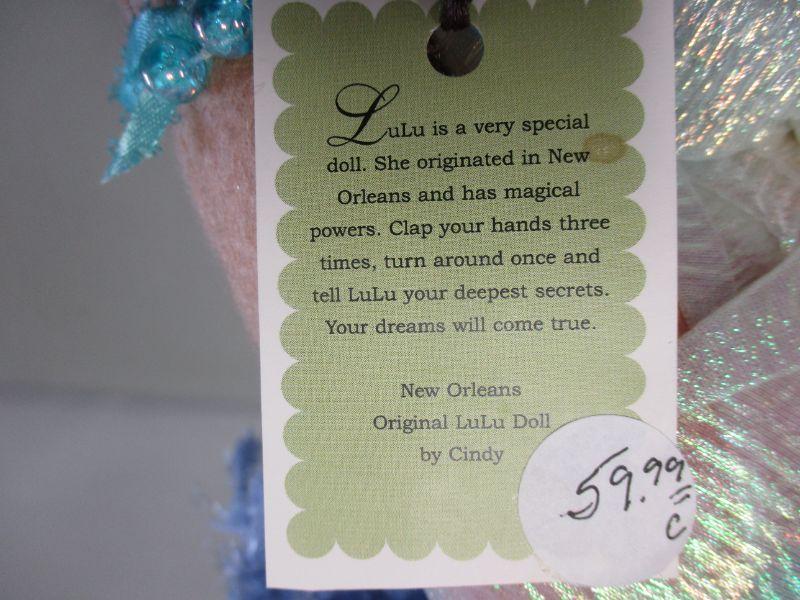 LuLu is a very special
doll. She originated in New
Orleans and has magical
powers. Clap your hands three
times, turn around once and
tell LuLu your deepest secrets.
Your dreams will come true.
New Orleans
Original LuLu Doll
by Cindy
59.99
C